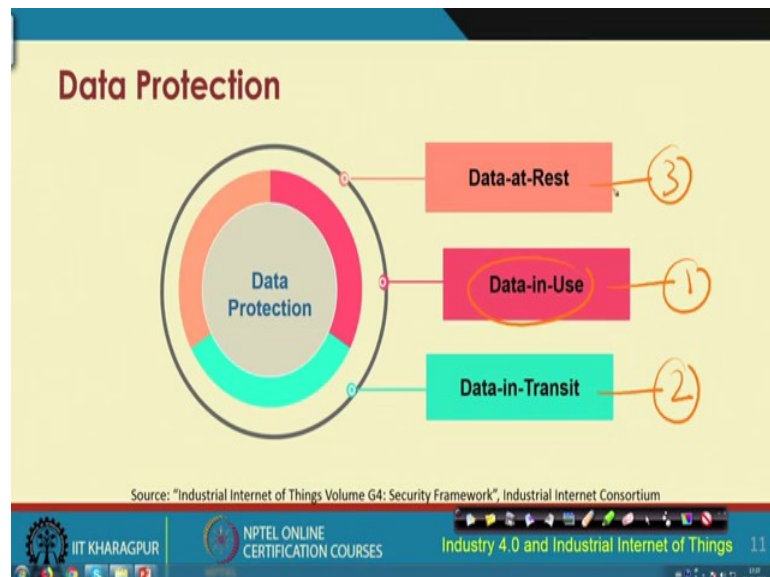 Data Protection
Data-at-Rest
3
Data
Protection
Data-in-Use
1
Data-in-Transit
2
Source: "Industrial Internet of Things Volume G4: Security Framework", Industrial Internet Consortium
IIT KHARAGPUR
NPTEL ONLINE
CERTIFICATION COURSES
Industry 4.0 and Industrial Internet of Things
11